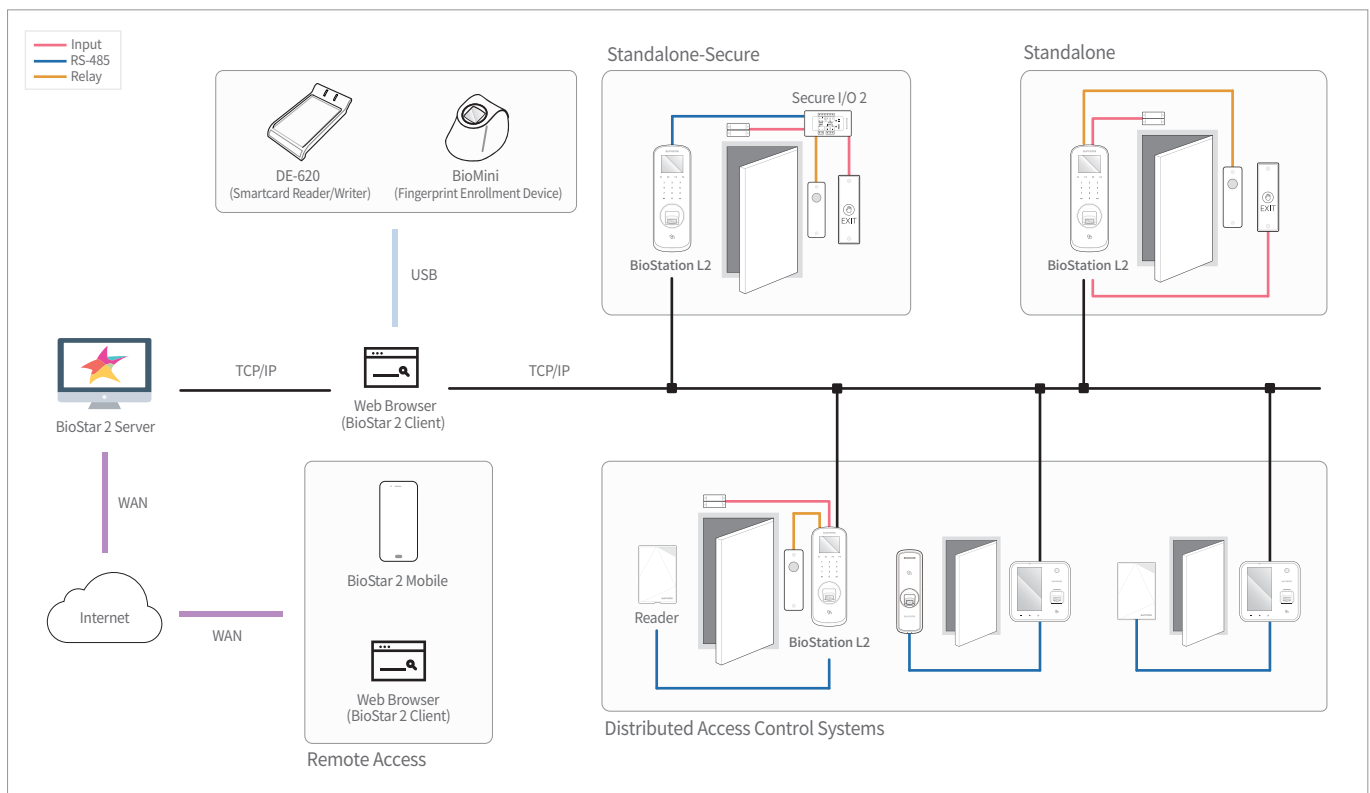 Input
RS-485
Relay
Standalone-Secure
Standalone
Secure I/O 2
DE-620
(Smartcard Reader/Writer)
BioMini
(Fingerprint Enrollment Device)
EXIT
EXIT
BioStation L2
BioStation L2
USB
TCP/IP
TCP/IP
BioStar 2 Server
Web Browser
(BioStar 2 Client)
WAN
Internet
WAN
BioStar 2 Mobile
Web Browser
(BioStar 2 Client)
Remote Access
Reader
BioStation L2
Distributed Access Control Systems